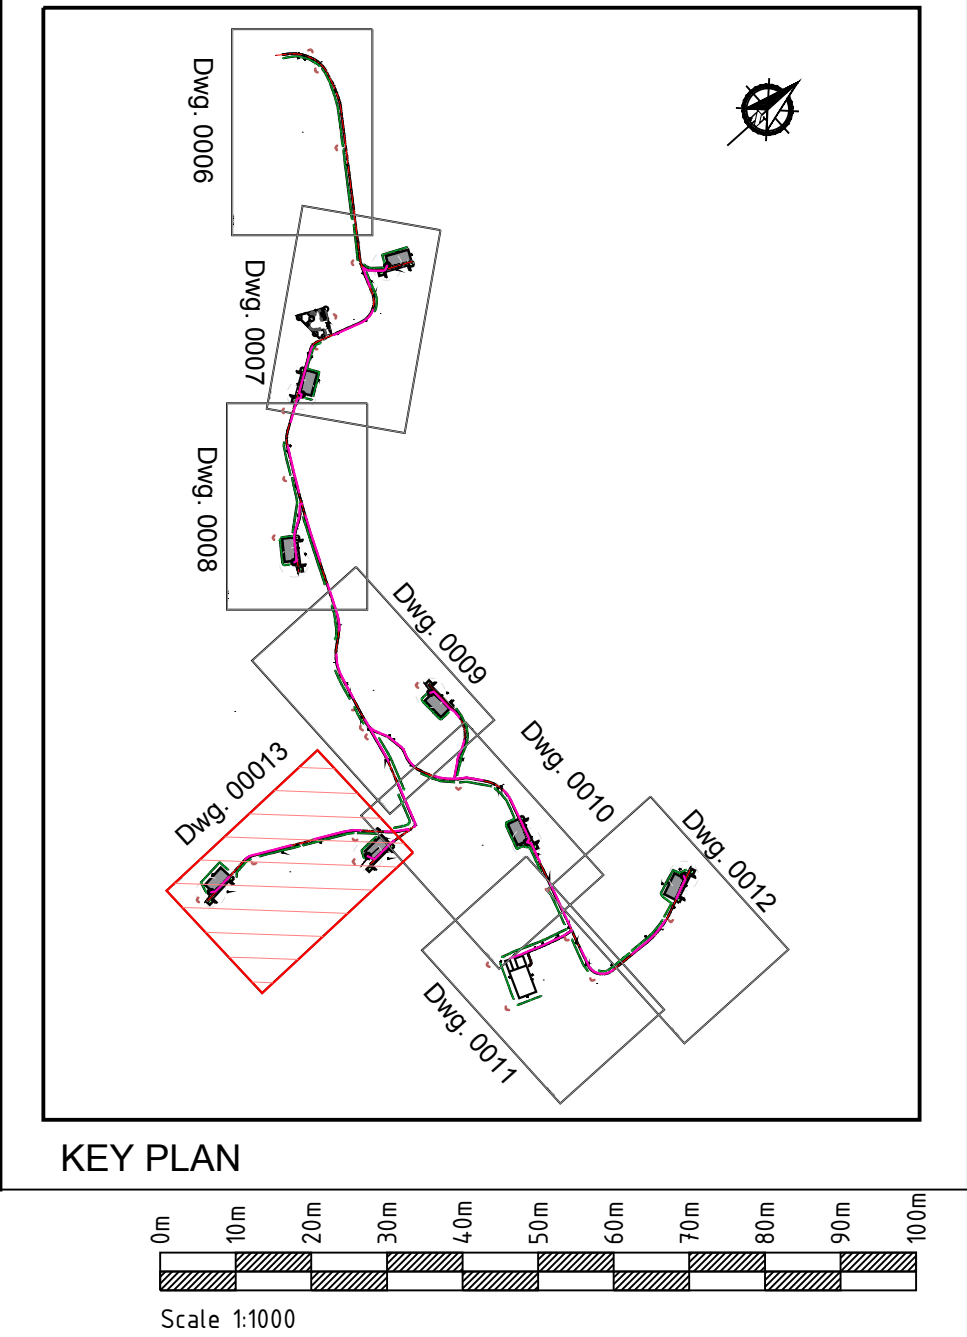 Dwg. 0006
Dwg. 0007
Dwg. 0008
Dwg. 0009
Dwg. 0010
Dwg. 00013
Dwg. 0012
Dwg. 0011
KEY PLAN
0m 10m 20m 30m 40m 50m 60m 70m 80m 90m 100m
Scale 1:1000